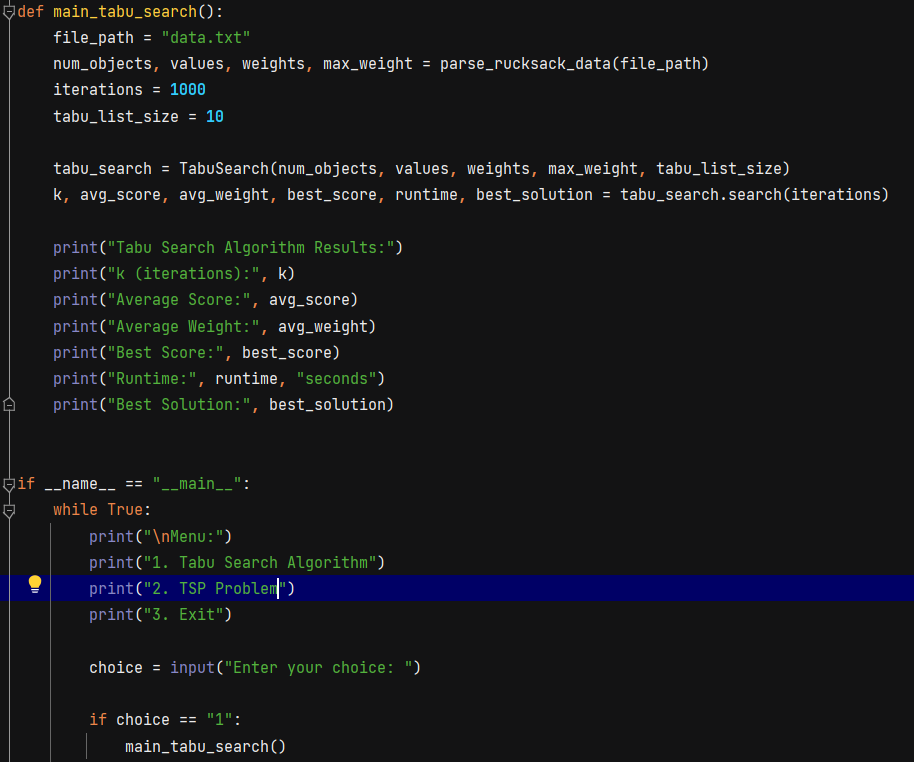 def main_tabu_search():
    file_path = "data.txt"
    num_objects, values, weights, max_weight = parse_rucksack_data(file_path)
    iterations = 1000
    tabu_list_size = 10

    tabu_search = TabuSearch(num_objects, values, weights, max_weight, tabu_list_size)
    k, avg_score, avg_weight, best_score, runtime, best_solution = tabu_search.search(iterations)

    print("Tabu Search Algorithm Results:")
    print("k (iterations):", k)
    print("Average Score:", avg_score)
    print("Average Weight:", avg_weight)
    print("Best Score:", best_score)
    print("Runtime:", runtime, "seconds")
    print("Best Solution:", best_solution)


if __name__ == "__main__":
    while True:
        print("\nMenu:")
        print("1. Tabu Search Algorithm")
        print("2. TSP Problem")
        print("3. Exit")

        choice = input("Enter your choice: ")

        if choice == "1":
            main_tabu_search()